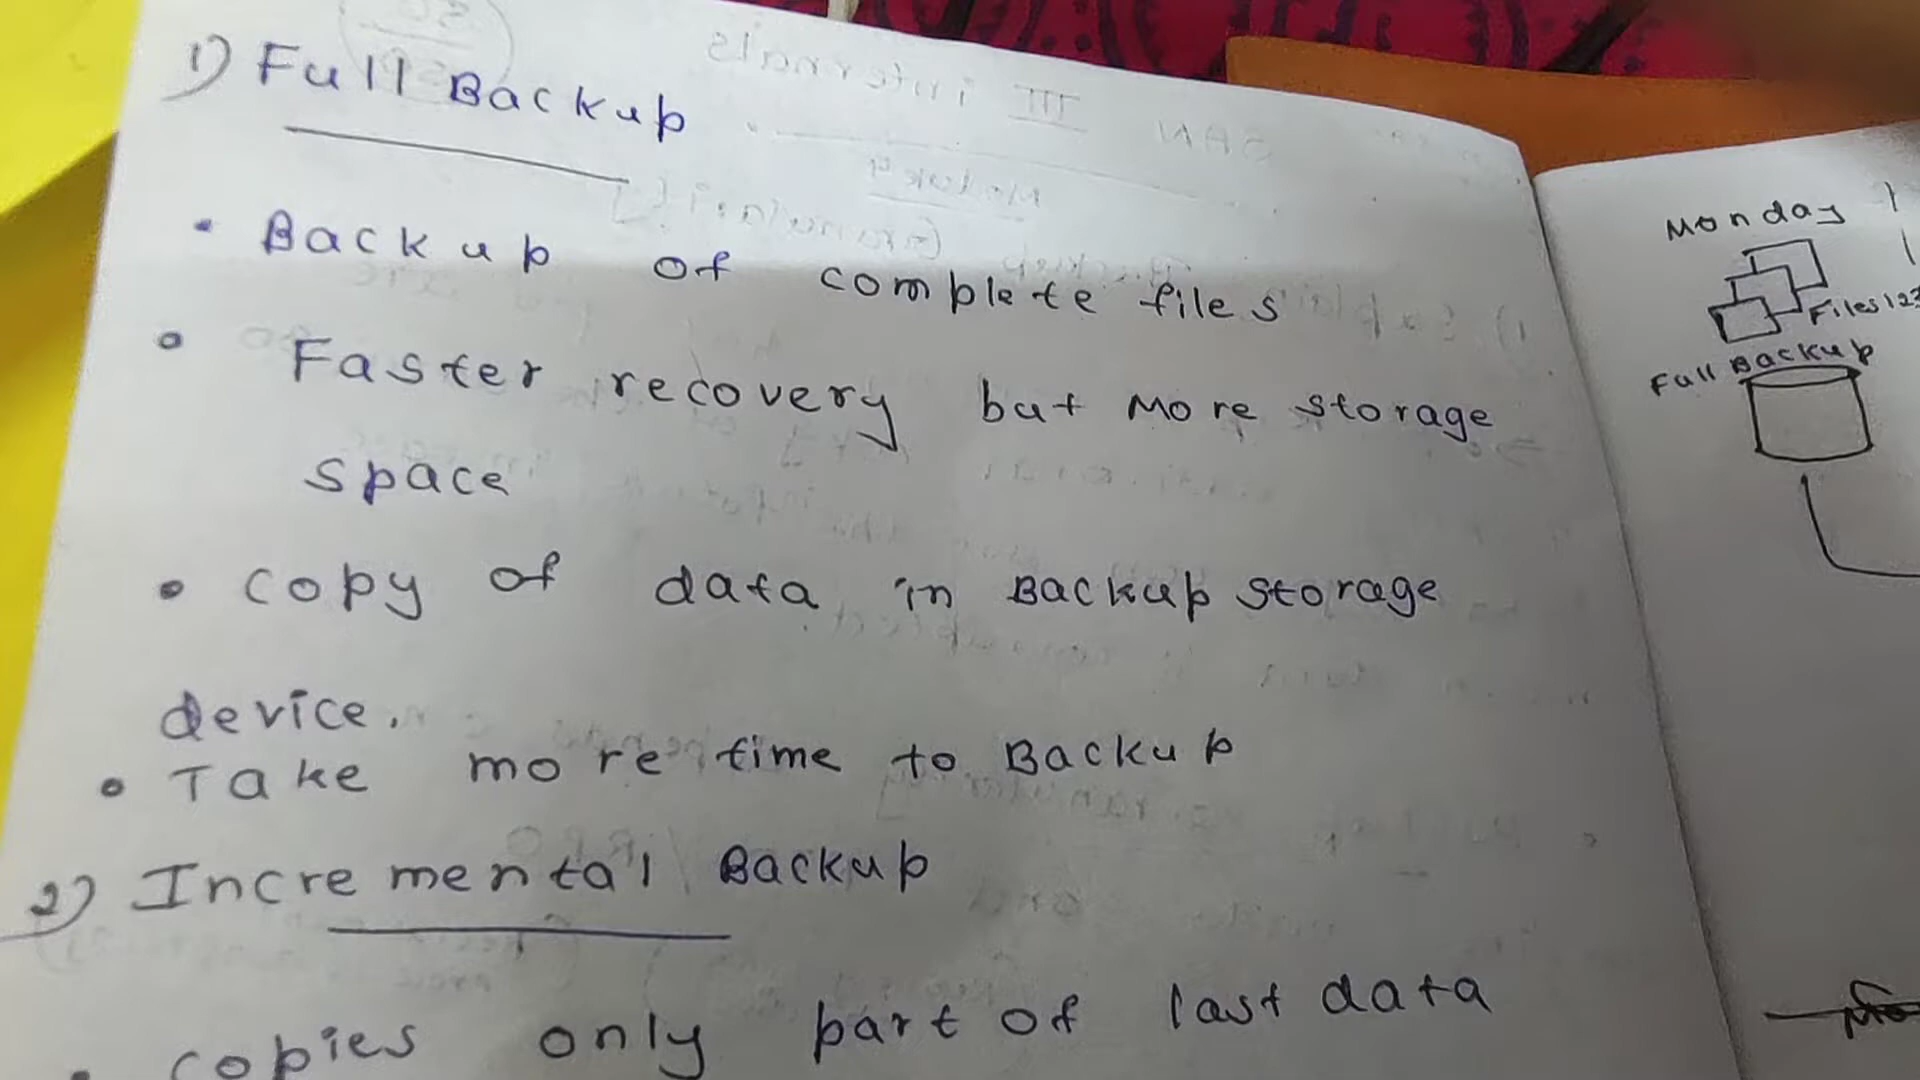 1) Full Backup
• Backup of complete files
• Faster recovery but More storage
space
• copy of data in Backup storage
device.
• Take more time to Backup
2) Incremental Backup
• copies only part of last data
Monday
Files 123
Full Backup